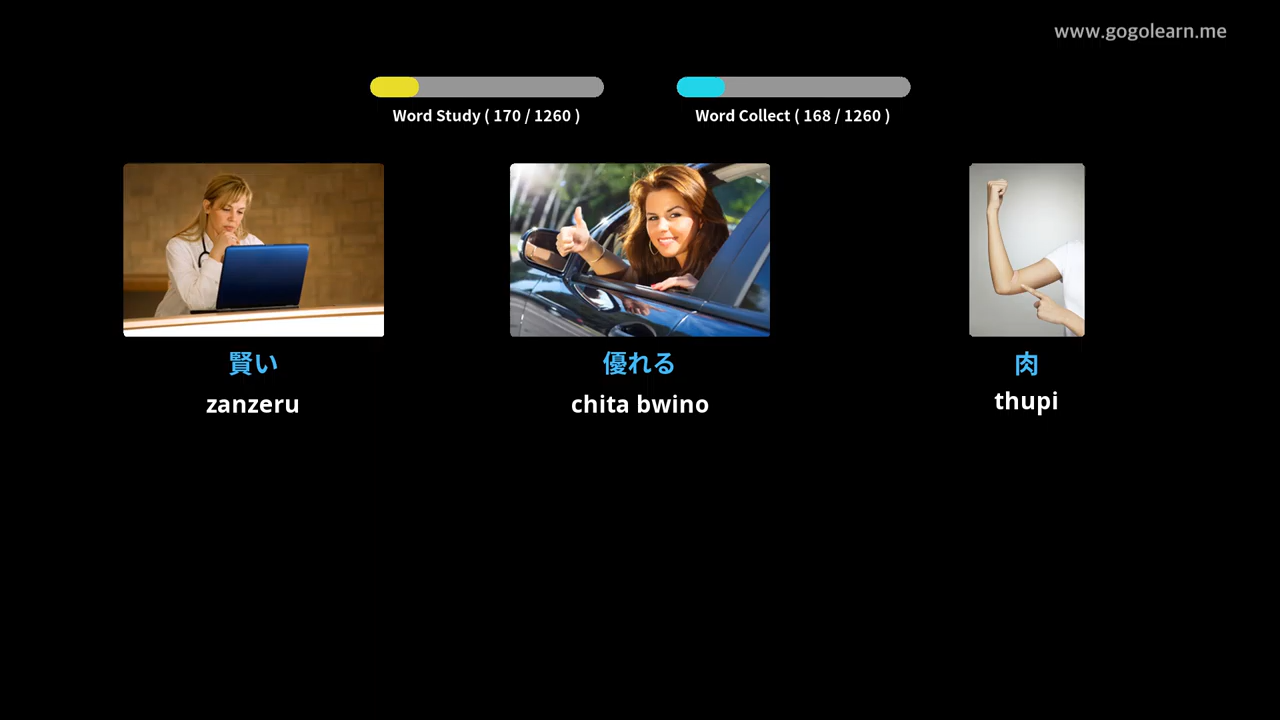 www.gogolearn.me
Word Study ( 170 / 1260 )
Word Collect ( 168 / 1260 )
賢い
zanzeru
優れる
chita bwino
肉
thupi